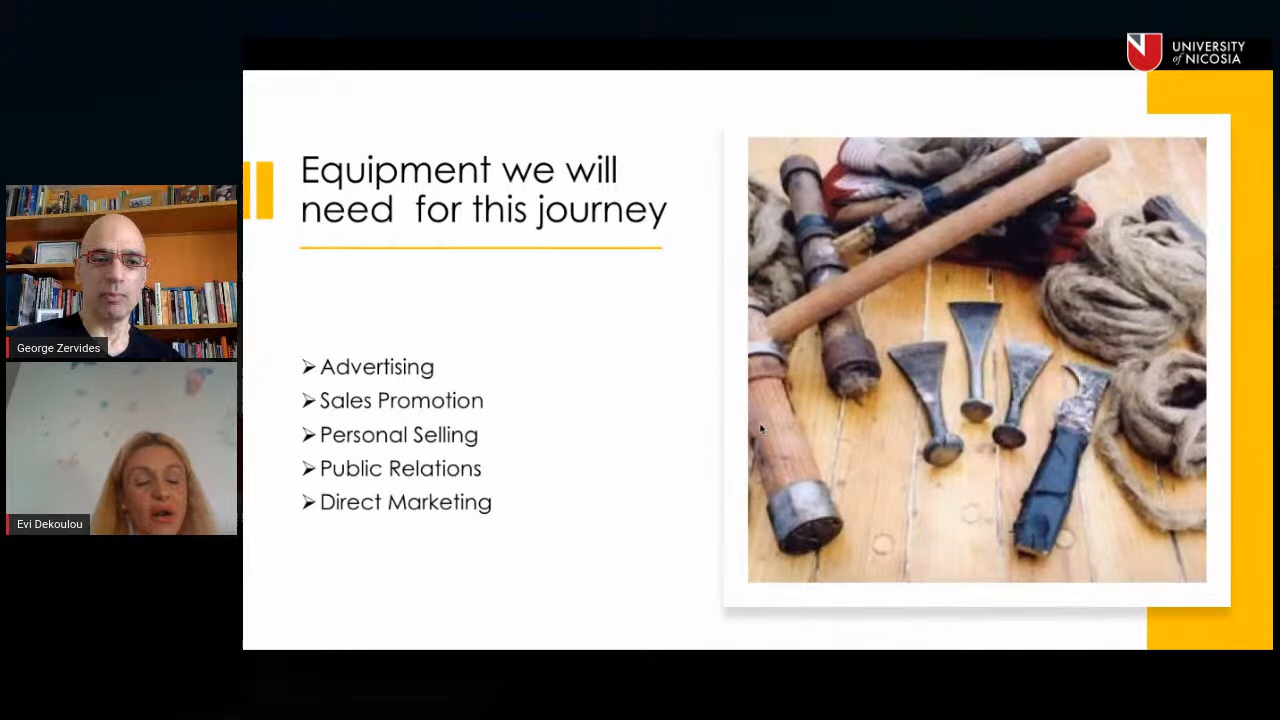 UNIVERSITY
of NICOSIA
Equipment we will
need for this journey
George Zervides
Evi Dekoulou
➢Advertising
➢Sales Promotion
➢Personal Selling
➢Public Relations
➢Direct Marketing